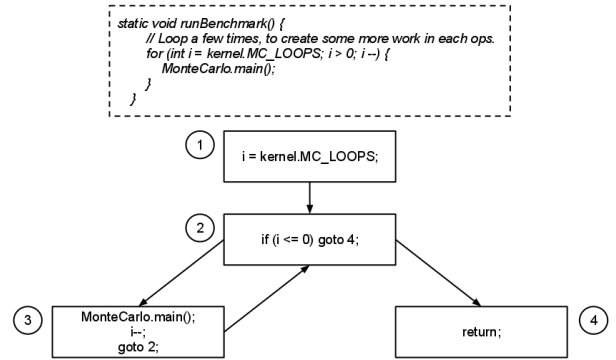 static void runBenchmark() {
// Loop a few times, to create some more work in each ops.
for (int i = kernel.MC_LOOPS; i > 0; i --) {
MonteCarlo.main();
}
}
1
i = kernel.MC_LOOPS;
2
if (i <= 0) goto 4;
3
MonteCarlo.main();
i--;
goto 2;
return;
4